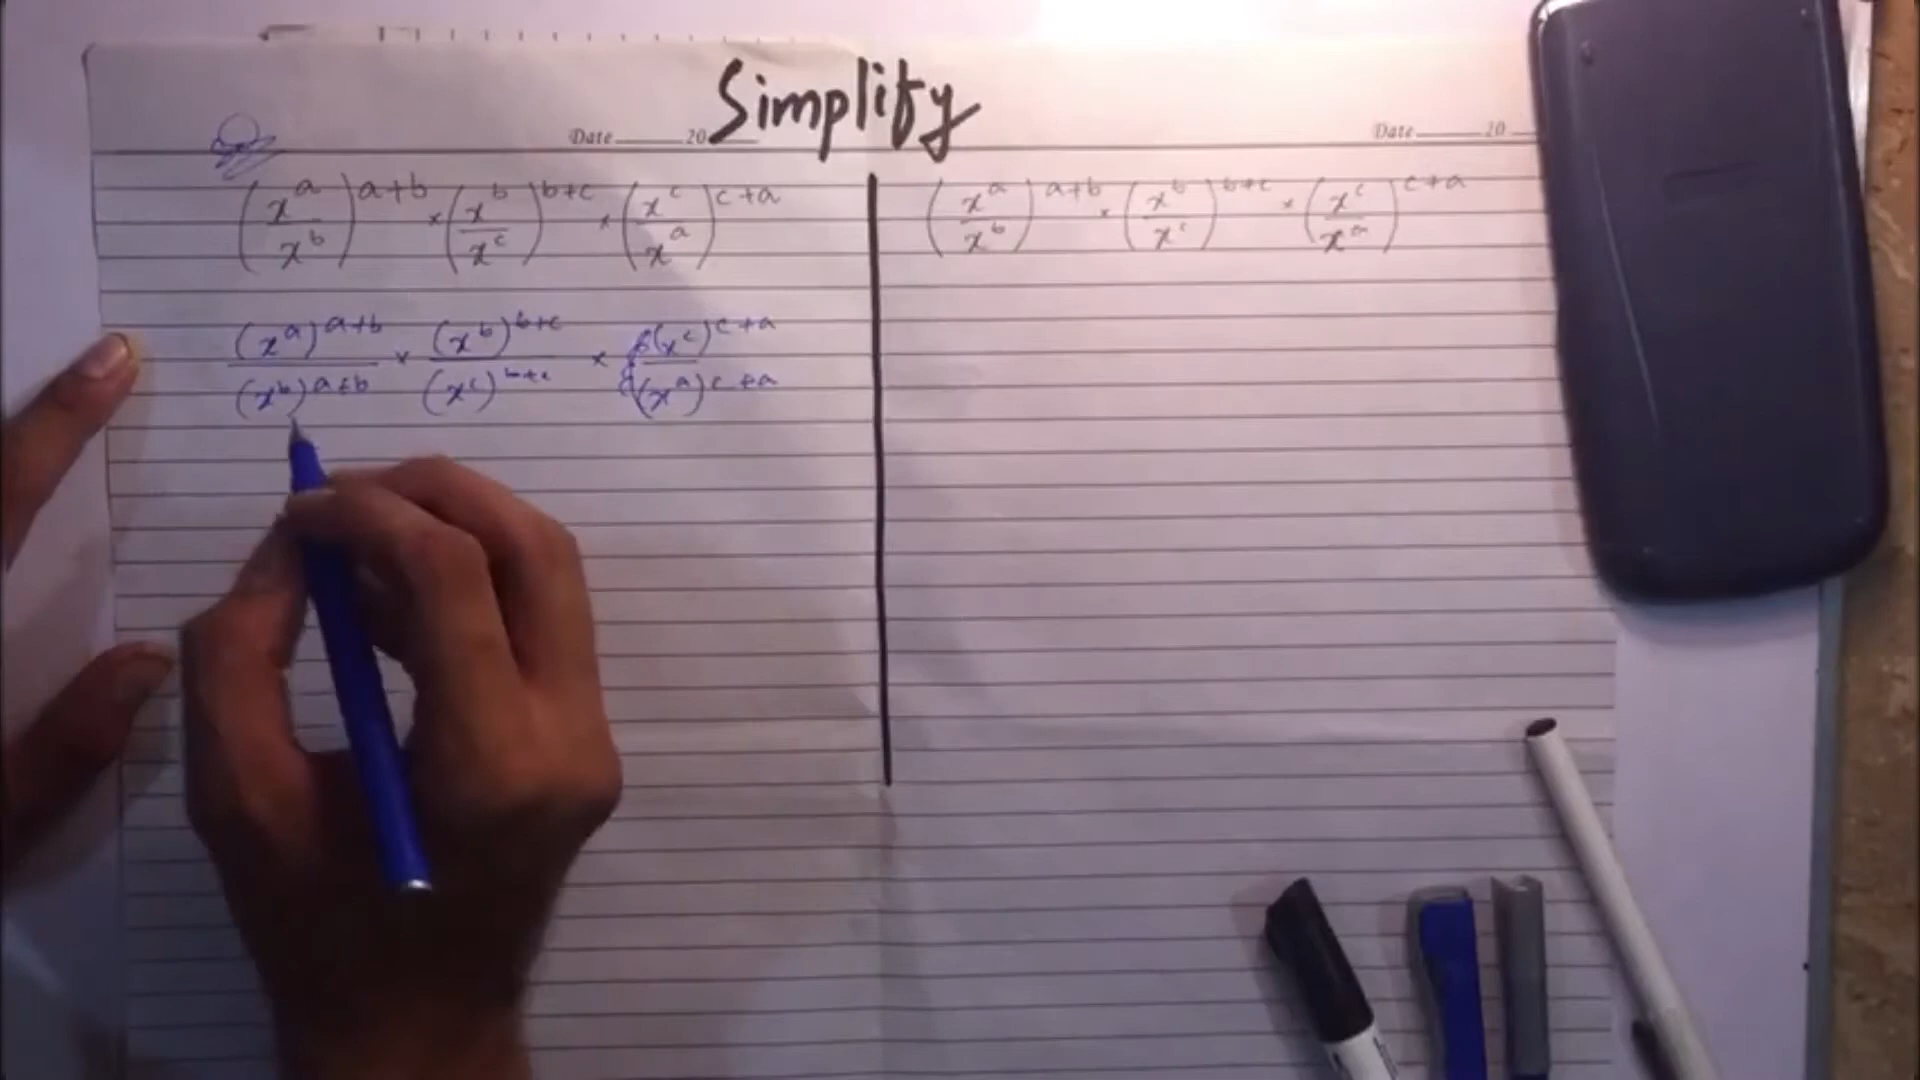 Simplify
Date 20
Date 20
(x^a/x^b)^a+b × (x^b/x^c)^b+c × (x^c/x^a)^c+a
(x^a/x^b)^a+b × (x^b/x^c)^b+c × (x^c/x^a)^c+a
(x^a)^a+b/(x^b)^a+b × (x^b)^b+c/(x^c)^b+c × (x^c)^c+a/(x^a)^c+a